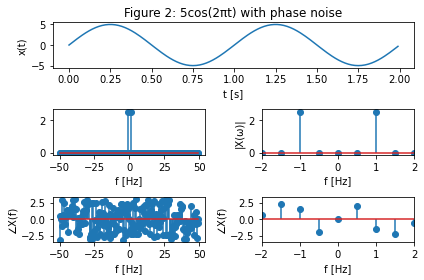 Figure 2: 5cos(2πt) with phase noise
x(t)
5
0
−5
0.00 0.25 0.50 0.75 1.00 1.25 1.50 1.75 2.00
t [s]
2
0
−50 −25 0 25 50
f [Hz]
|X(ω)|
2
0
−2 −1 0 1 2
f [Hz]
∠X(f)
2.5
0.0
−2.5
−50 −25 0 25 50
f [Hz]
∠X(f)
2.5
0.0
−2.5
−2 −1 0 1 2
f [Hz]